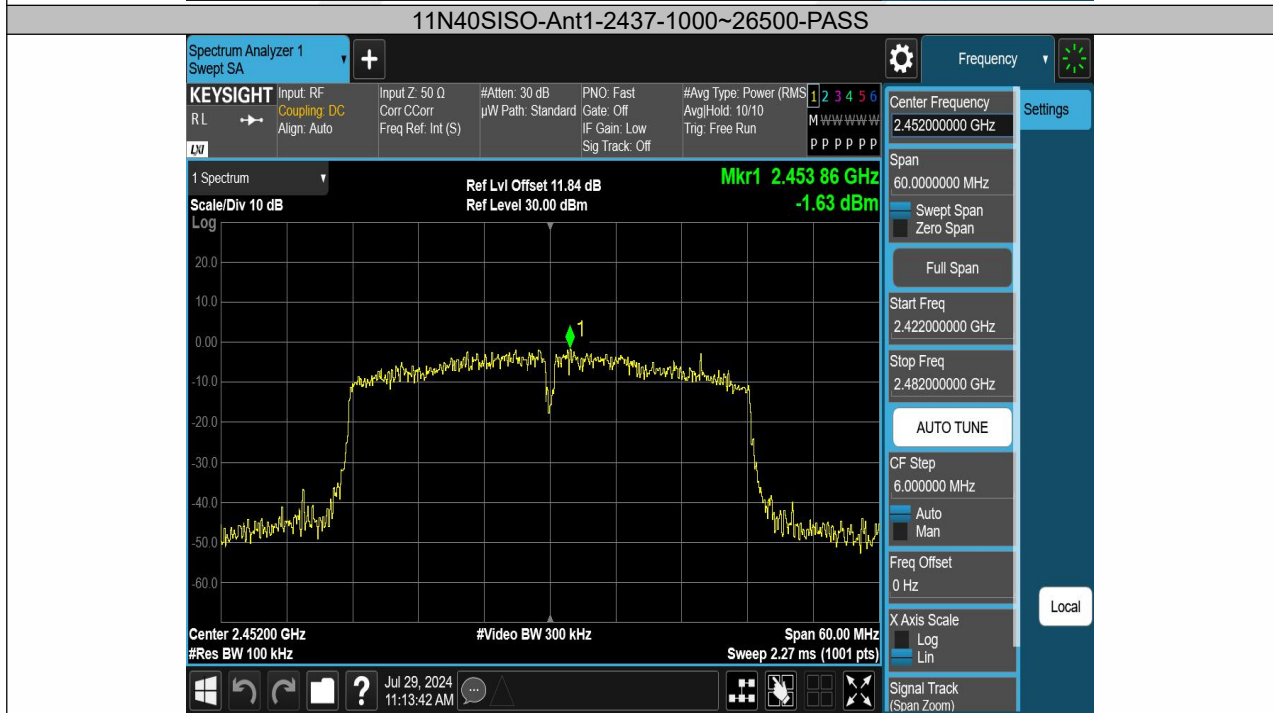 11N40SISO-Ant1-2437-1000~26500-PASS
Spectrum Analyzer 1
Swept SA
+
Frequency
KEYSIGHT
RL
LXI
Input: RF
Coupling: DC
Align: Auto
Input Z: 50 Ω
Corr CCorr
Freq Ref: Int (S)
#Atten: 30 dB
µW Path: Standard
PNO: Fast
Gate: Off
IF Gain: Low
Sig Track: Off
#Avg Type: Power (RMS
Avg|Hold: 10/10
Trig: Free Run
1 2 3 4 5 6
M W W W W W
P P P P P P
Center Frequency
2.452000000 GHz
Settings
Span
60.0000000 MHz
Swept Span
Zero Span
Full Span
Start Freq
2.422000000 GHz
Stop Freq
2.482000000 GHz
AUTO TUNE
CF Step
6.000000 MHz
Auto
Man
Freq Offset
0 Hz
X Axis Scale
Log
Lin
Signal Track
(Span Zoom)
Local
1 Spectrum
Scale/Div 10 dB
Ref Lvl Offset 11.84 dB
Ref Level 30.00 dBm
Mkr1 2.453 86 GHz
-1.63 dBm
Log
20.0
10.0
0.00
-10.0
-20.0
-30.0
-40.0
-50.0
-60.0
1
Center 2.45200 GHz
#Res BW 100 kHz
#Video BW 300 kHz
Span 60.00 MHz
Sweep 2.27 ms (1001 pts)
?
Jul 29, 2024
11:13:42 AM